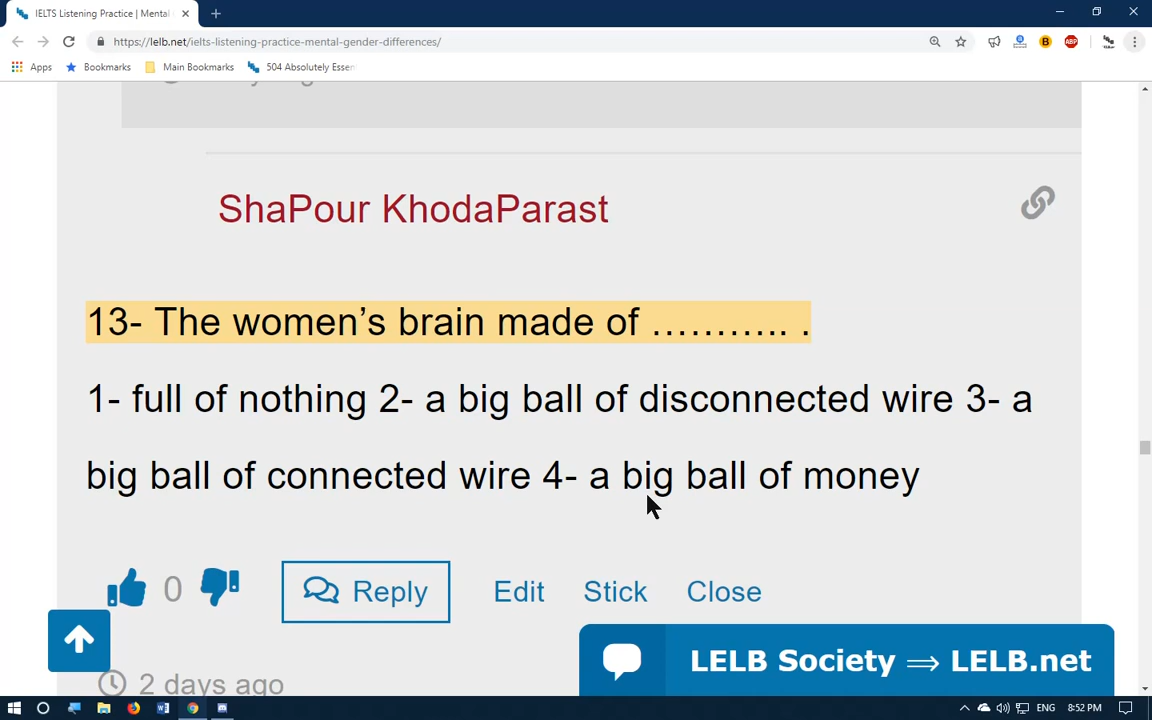 IELTS Listening Practice | Mental
https://lelb.net/ielts-listening-practice-mental-gender-differences/
Apps Bookmarks Main Bookmarks 504 Absolutely Essen
ShaPour KhodaParast
13- The women’s brain made of ……….. .
1- full of nothing 2- a big ball of disconnected wire 3- a
big ball of connected wire 4- a big ball of money
0 Reply Edit Stick Close
LELB Society ⟹ LELB.net
2 days ago
ENG 8:52 PM